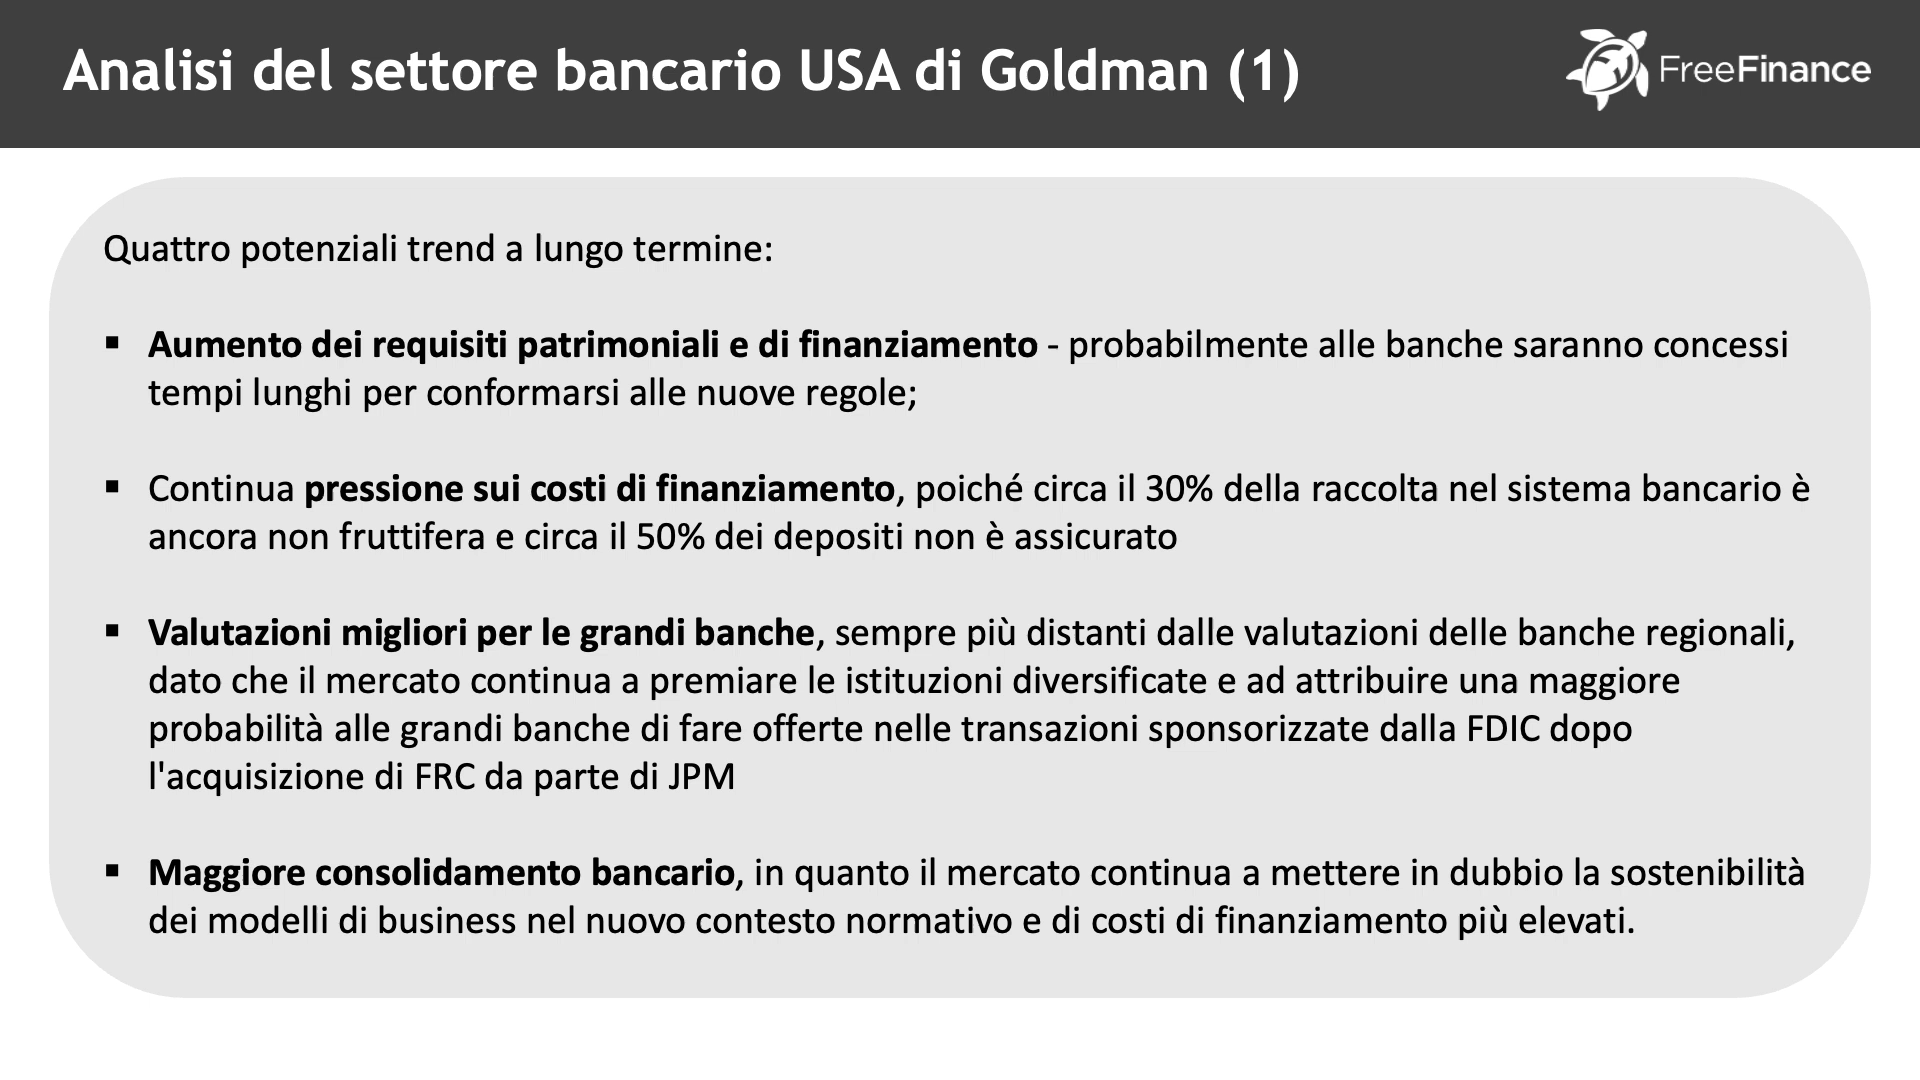 Analisi del settore bancario USA di Goldman (1)
FreeFinance
Quattro potenziali trend a lungo termine:
▪ Aumento dei requisiti patrimoniali e di finanziamento - probabilmente alle banche saranno concessi
tempi lunghi per conformarsi alle nuove regole;
▪ Continua pressione sui costi di finanziamento, poiché circa il 30% della raccolta nel sistema bancario è
ancora non fruttifera e circa il 50% dei depositi non è assicurato
▪ Valutazioni migliori per le grandi banche, sempre più distanti dalle valutazioni delle banche regionali,
dato che il mercato continua a premiare le istituzioni diversificate e ad attribuire una maggiore
probabilità alle grandi banche di fare offerte nelle transazioni sponsorizzate dalla FDIC dopo
l'acquisizione di FRC da parte di JPM
▪ Maggiore consolidamento bancario, in quanto il mercato continua a mettere in dubbio la sostenibilità
dei modelli di business nel nuovo contesto normativo e di costi di finanziamento più elevati.